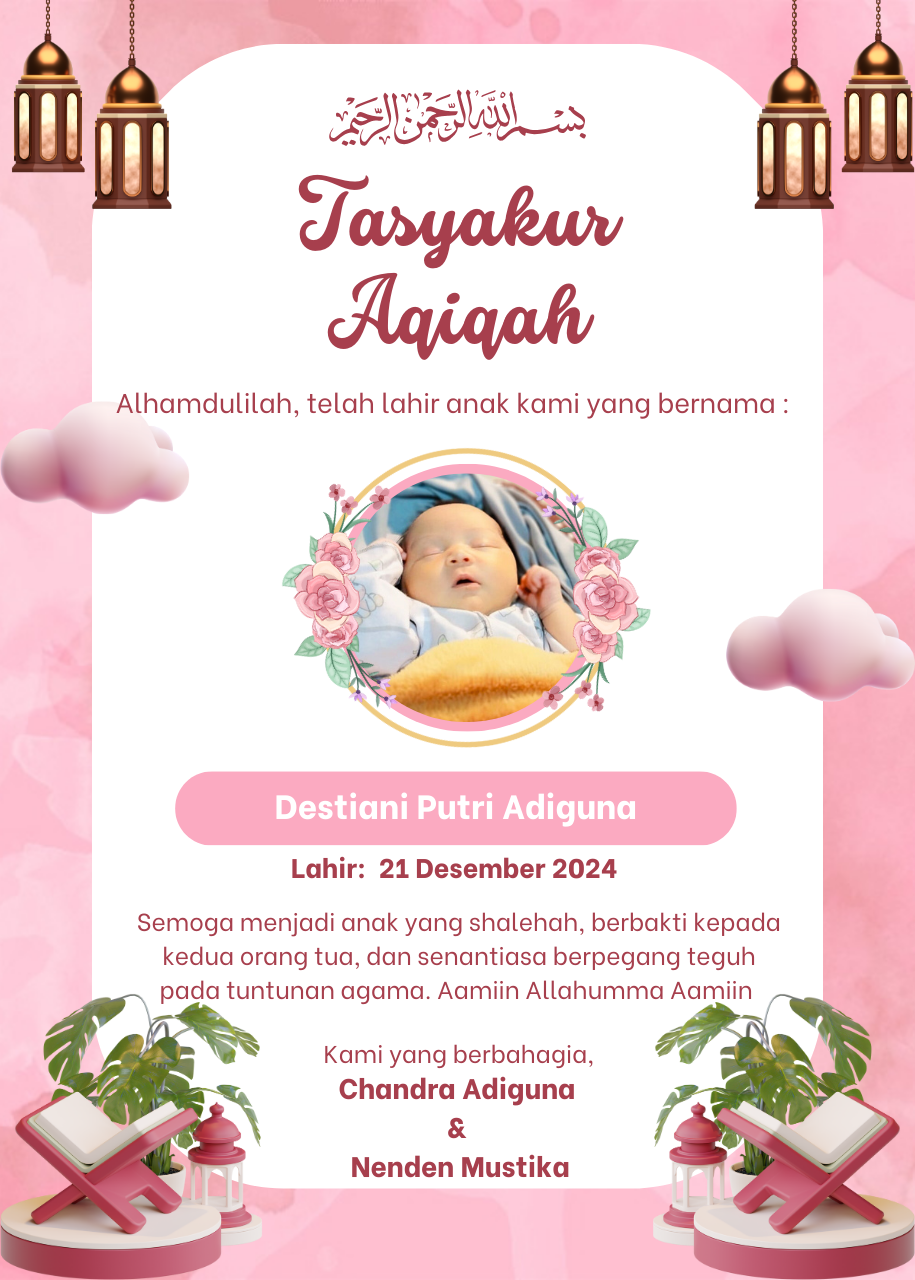 بسم الله الرحمن الرحيم
Tasyakur
Aqiqah
Alhamdulilah, telah lahir anak kami yang bernama :
Destiani Putri Adiguna
Lahir: 21 Desember 2024
Semoga menjadi anak yang shalehah, berbakti kepada
kedua orang tua, dan senantiasa berpegang teguh
pada tuntunan agama. Aamiin Allahumma Aamiin
Kami yang berbahagia,
Chandra Adiguna
&
Nenden Mustika